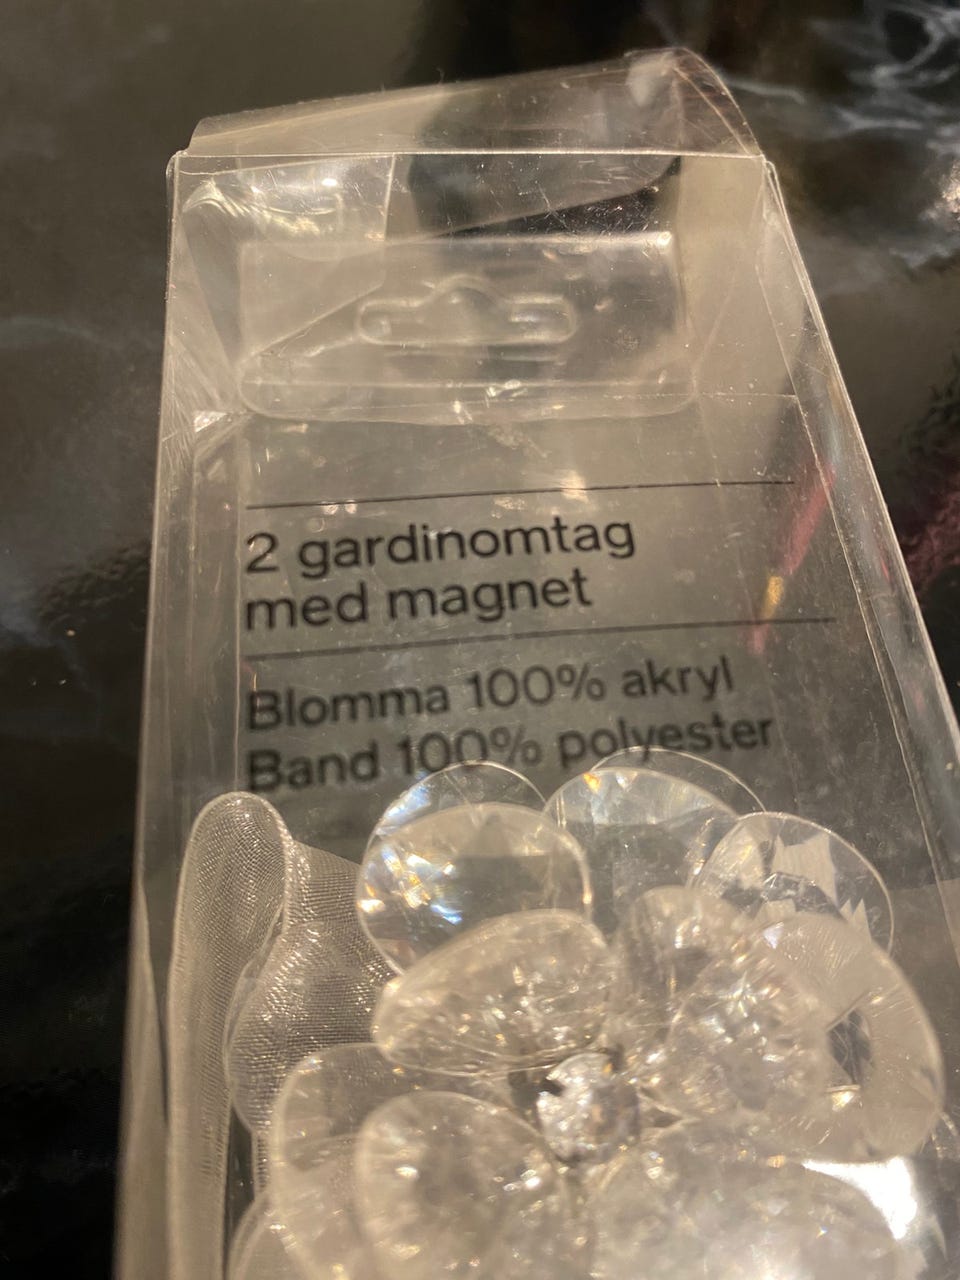 2 gardinomtag
med magnet
Blomma 100% akryl
Band 100% polyester